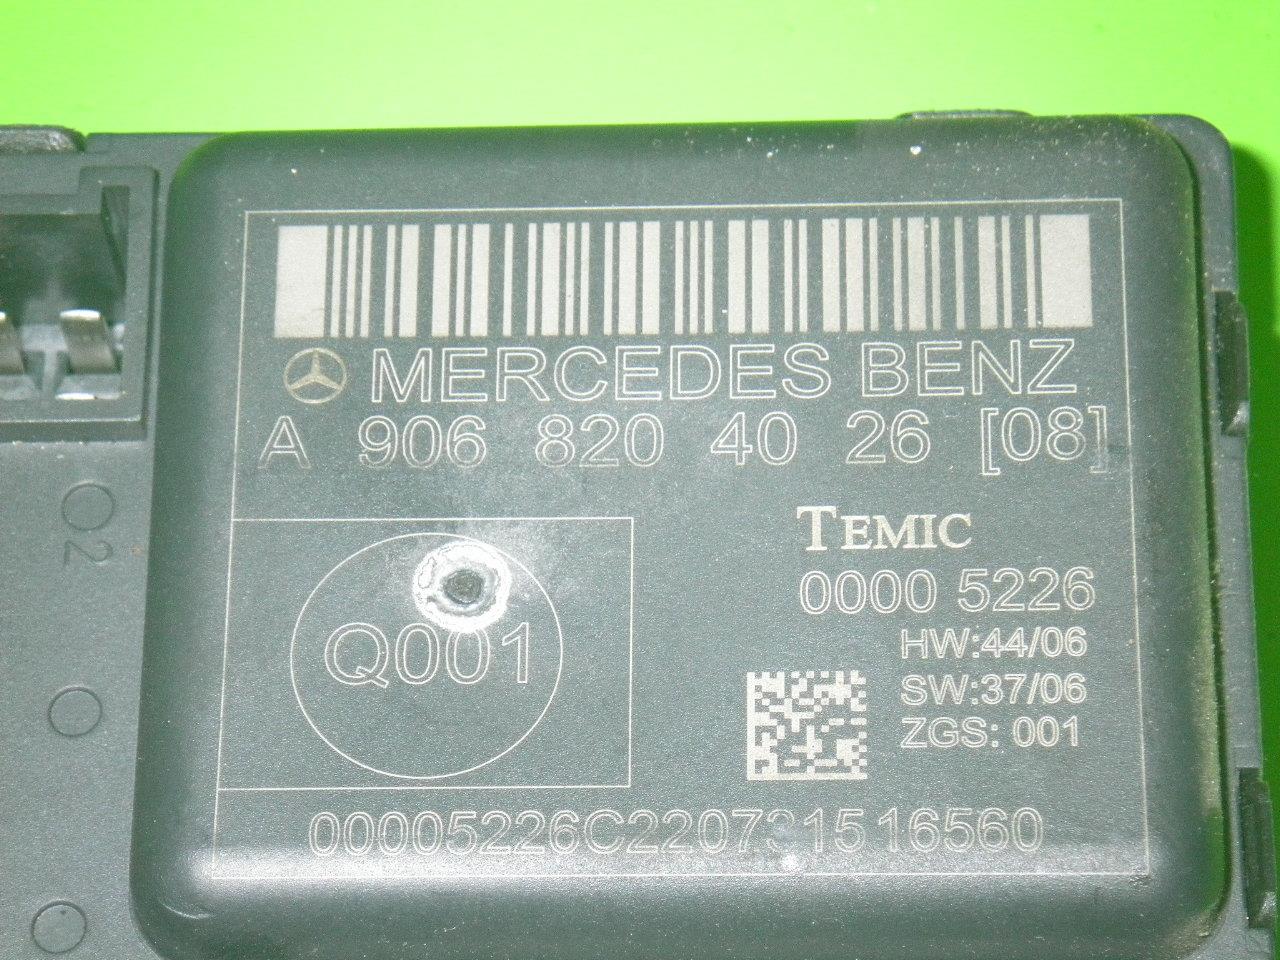 MERCEDES BENZ
A 906 820 40 26 [08]
TEMIC
0000 5226
HW:44/06
SW:37/06
ZGS: 001
Q001
O2